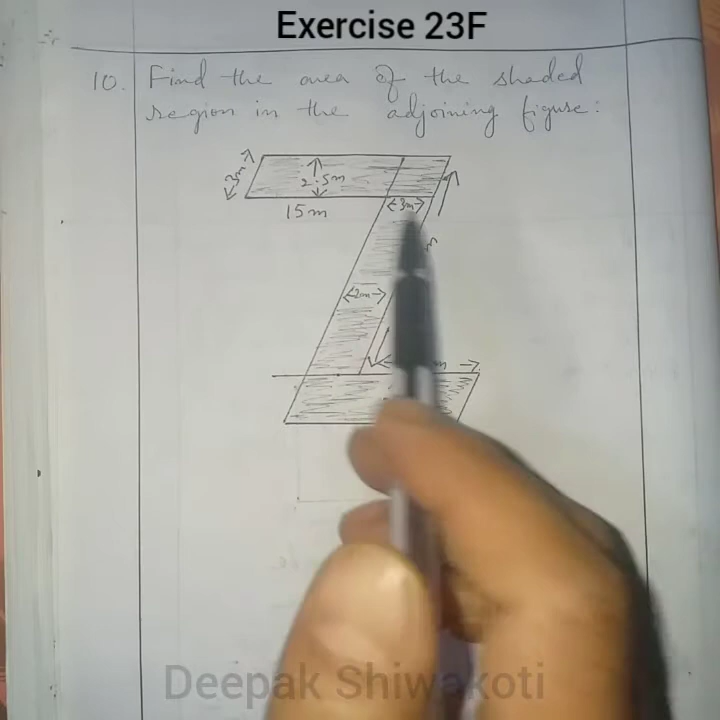 Exercise 23F
10. Find the area of the shaded
region in the adjoining figure:
3m
2.5m
15m
3m
m
2m
m
Deepak Shiwakoti